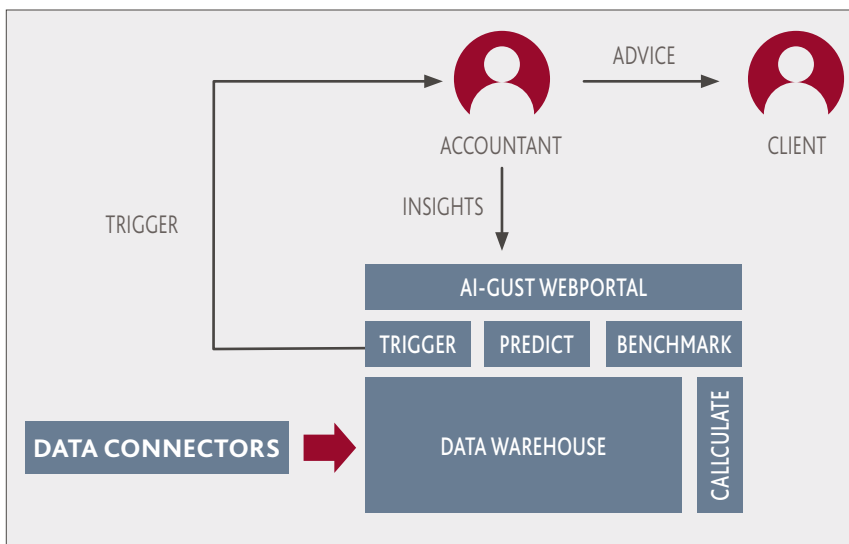 ADVICE
ACCOUNTANT
CLIENT
INSIGHTS
TRIGGER
AI-GUST WEBPORTAL
TRIGGER
PREDICT
BENCHMARK
DATA CONNECTORS
DATA WAREHOUSE
CALLCULATE